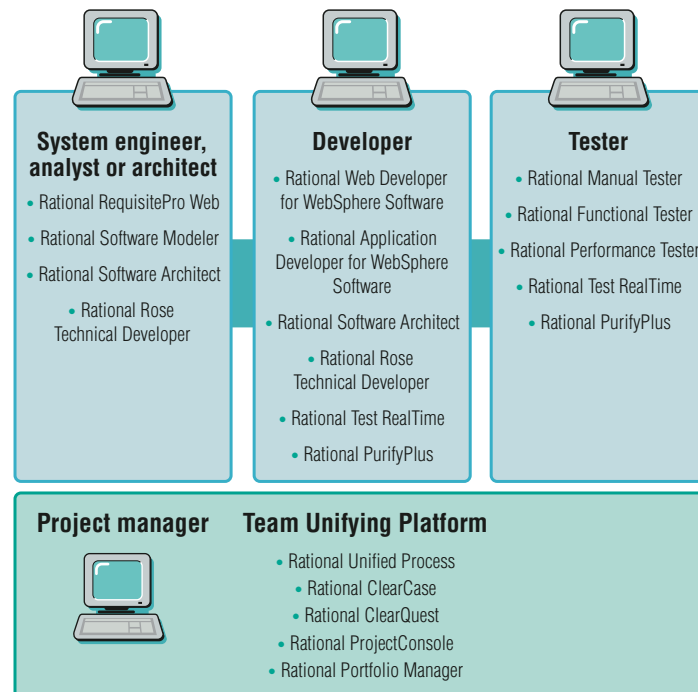 System engineer,
analyst or architect
• Rational RequisitePro Web
• Rational Software Modeler
• Rational Software Architect
• Rational Rose
Technical Developer
Developer
• Rational Web Developer
for WebSphere Software
• Rational Application
Developer for WebSphere
Software
• Rational Software Architect
• Rational Rose
Technical Developer
• Rational Test RealTime
• Rational PurifyPlus
Tester
• Rational Manual Tester
• Rational Functional Tester
• Rational Performance Tester
• Rational Test RealTime
• Rational PurifyPlus
Project manager
Team Unifying Platform
• Rational Unified Process
• Rational ClearCase
• Rational ClearQuest
• Rational ProjectConsole
• Rational Portfolio Manager